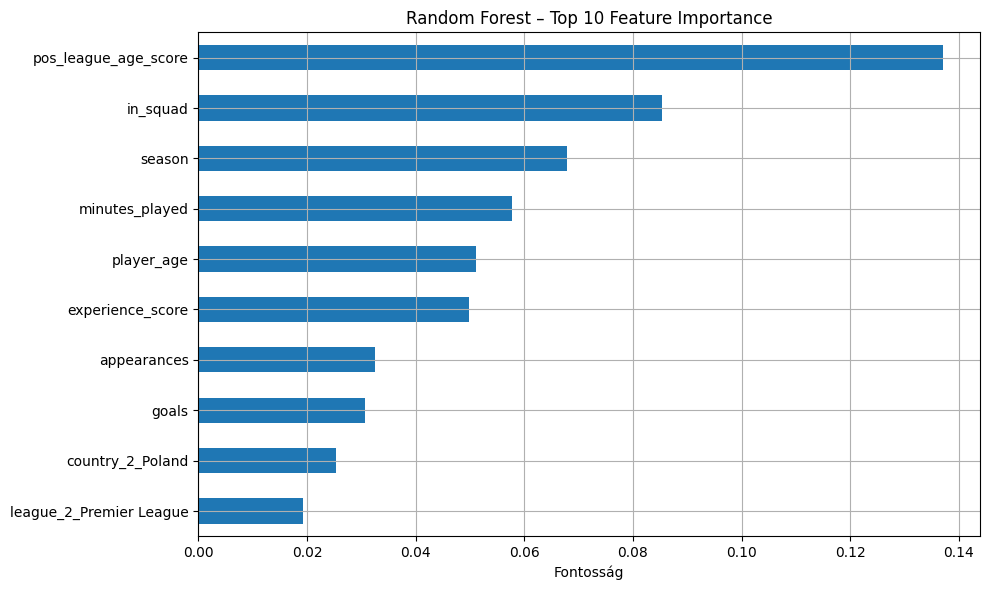 Random Forest – Top 10 Feature Importance
pos_league_age_score
in_squad
season
minutes_played
player_age
experience_score
appearances
goals
country_2_Poland
league_2_Premier League
0.00 0.02 0.04 0.06 0.08 0.10 0.12 0.14
Fontosság